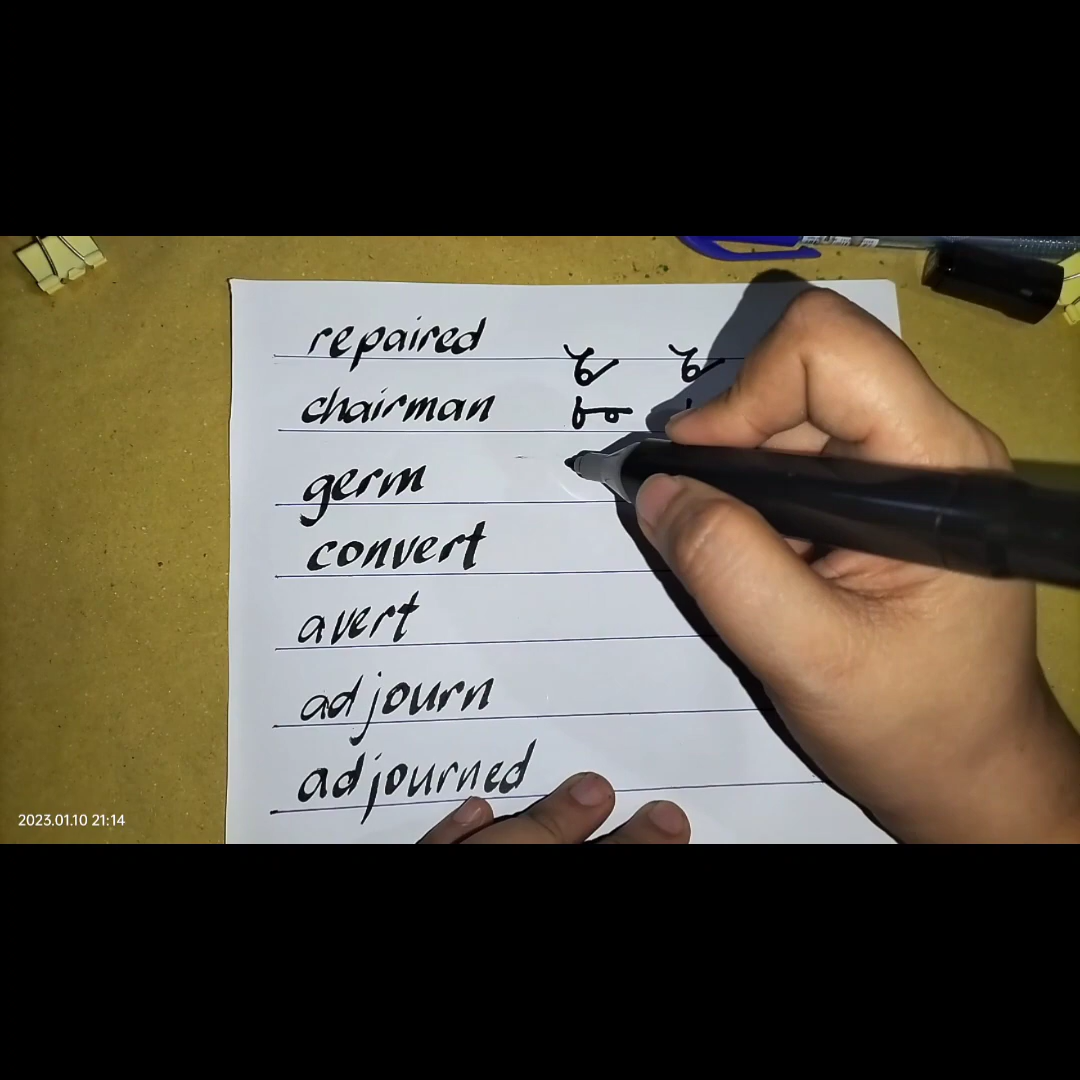 repaired
chairman
germ
convert
avert
adjourn
adjourned
2023.01.10 21:14